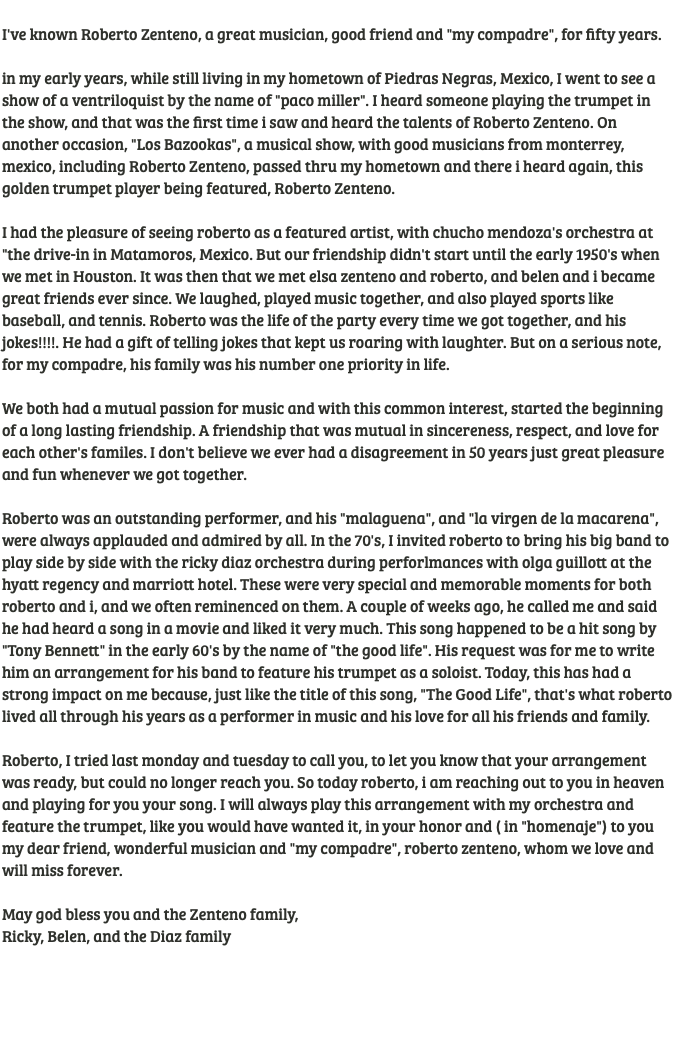 I've known Roberto Zenteno, a great musician, good friend and "my compadre", for fifty years.
in my early years, while still living in my hometown of Piedras Negras, Mexico, I went to see a
show of a ventriloquist by the name of "paco miller". I heard someone playing the trumpet in
the show, and that was the first time i saw and heard the talents of Roberto Zenteno. On
another occasion, "Los Bazookas", a musical show, with good musicians from monterrey,
mexico, including Roberto Zenteno, passed thru my hometown and there i heard again, this
golden trumpet player being featured, Roberto Zenteno.
I had the pleasure of seeing roberto as a featured artist, with chucho mendoza's orchestra at
"the drive-in in Matamoros, Mexico. But our friendship didn't start until the early 1950's when
we met in Houston. It was then that we met elsa zenteno and roberto, and belen and i became
great friends ever since. We laughed, played music together, and also played sports like
baseball, and tennis. Roberto was the life of the party every time we got together, and his
jokes!!!!. He had a gift of telling jokes that kept us roaring with laughter. But on a serious note,
for my compadre, his family was his number one priority in life.
We both had a mutual passion for music and with this common interest, started the beginning
of a long lasting friendship. A friendship that was mutual in sincereness, respect, and love for
each other's familes. I don't believe we ever had a disagreement in 50 years just great pleasure
and fun whenever we got together.
Roberto was an outstanding performer, and his "malaguena", and "la virgen de la macarena",
were always applauded and admired by all. In the 70's, I invited roberto to bring his big band to
play side by side with the ricky diaz orchestra during perforlmances with olga guillott at the
hyatt regency and marriott hotel. These were very special and memorable moments for both
roberto and i, and we often reminenced on them. A couple of weeks ago, he called me and said
he had heard a song in a movie and liked it very much. This song happened to be a hit song by
"Tony Bennett" in the early 60's by the name of "the good life". His request was for me to write
him an arrangement for his band to feature his trumpet as a soloist. Today, this has had a
strong impact on me because, just like the title of this song, "The Good Life", that's what roberto
lived all through his years as a performer in music and his love for all his friends and family.
Roberto, I tried last monday and tuesday to call you, to let you know that your arrangement
was ready, but could no longer reach you. So today roberto, i am reaching out to you in heaven
and playing for you your song. I will always play this arrangement with my orchestra and
feature the trumpet, like you would have wanted it, in your honor and ( in "homenaje") to you
my dear friend, wonderful musician and "my compadre", roberto zenteno, whom we love and
will miss forever.
May god bless you and the Zenteno family,
Ricky, Belen, and the Diaz family